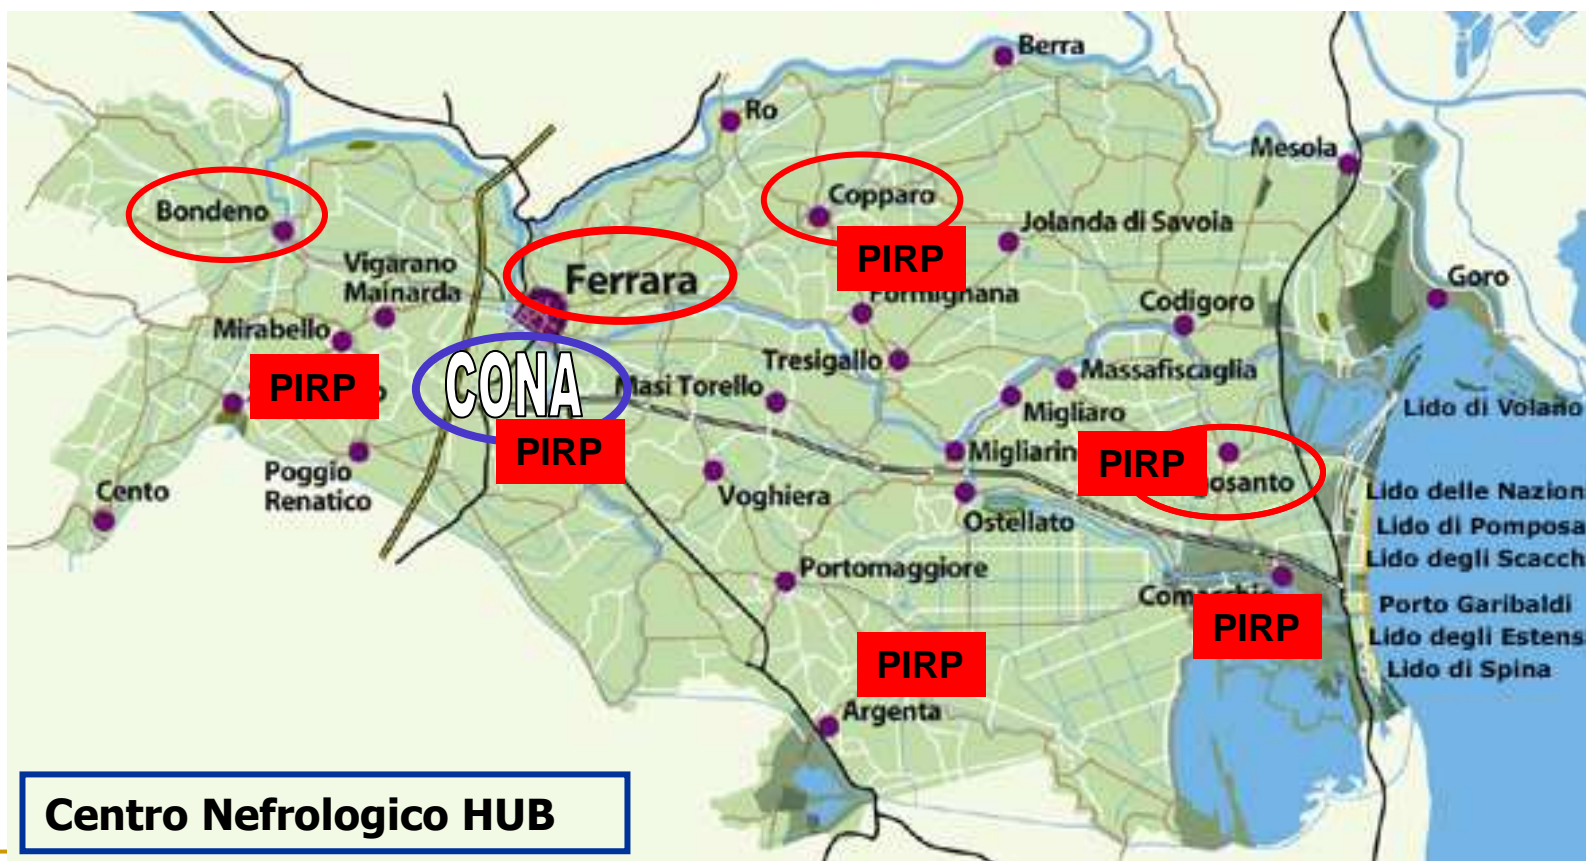 Berra
Ro
Mesola
Copparo
Bondeno
Jolanda di Savoia
PIRP
Vigarano
Mainarda
Ferrara
Goro
Codigoro
Mirabello
Tresigallo
Massafiscaglia
PIRP
CONA
Masi Torello
Migliaro
Lido di Volano
PIRP
PIRP
Poggio
Renatico
Cento
Voghiera
Ostellato
Lido delle Nazion
Lido di Pomposa
Lido degli Scacch
Portomaggiore
Porto Garibaldi
PIRP
Lido degli Estens
PIRP
Lido di Spina
Argenta
Centro Nefrologico HUB